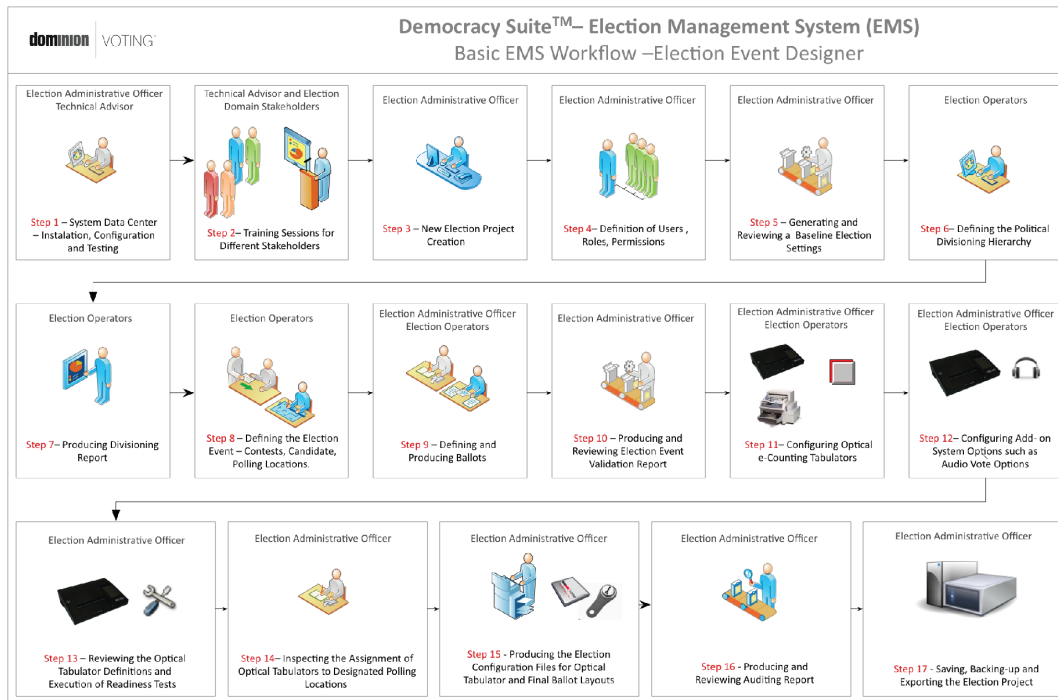 dominion VOTING
Democracy Suite™– Election Management System (EMS)
Basic EMS Workflow –Election Event Designer
Election Administrative Officer
Technical Advisor
Step 1 – System Data Center
– Instalation, Configuration
and Testing
Technical Advisor and Election
Domain Stakeholders
Step 2– Training Sessions for
Different Stakeholders
Election Administrative Officer
Step 3 – New Election Project
Creation
Election Administrative Officer
Step 4– Definition of Users ,
Roles, Permissions
Election Administrative Officer
Step 5 – Generating and
Reviewing a Baseline Election
Settings
Election Operators
Step 6– Defining the Political
Divisioning Hierarchy
Election Operators
Step 7– Producing Divisioning
Report
Election Operators
Step 8 – Defining the Election
Event – Contests, Candidate,
Polling Locations.
Election Administrative Officer
Election Operators
Step 9 – Defining and
Producing Ballots
Election Administrative Officer
Step 10 – Producing and
Reviewing Election Event
Validation Report
Election Administrative Officer
Election Operators
Step 11– Configuring Optical
e-Counting Tabulators
Election Administrative Officer
Election Operators
Step 12– Configuring Add- on
System Options such as
Audio Vote Options
Election Administrative Officer
Step 13 – Reviewing the Optical
Tabulator Definitions and
Execution of Readiness Tests
Election Administrative Officer
Step 14– Inspecting the Assignment of
Optical Tabulators to Designated Polling
Locations
Election Administrative Officer
Step 15 - Producing the Election
Configuration Files for Optical
Tabulator and Final Ballot Layouts
Election Administrative Officer
Step 16 - Producing and
Reviewing Auditing Report
Election Administrative Officer
Step 17 - Saving, Backing-up and
Exporting the Election Project